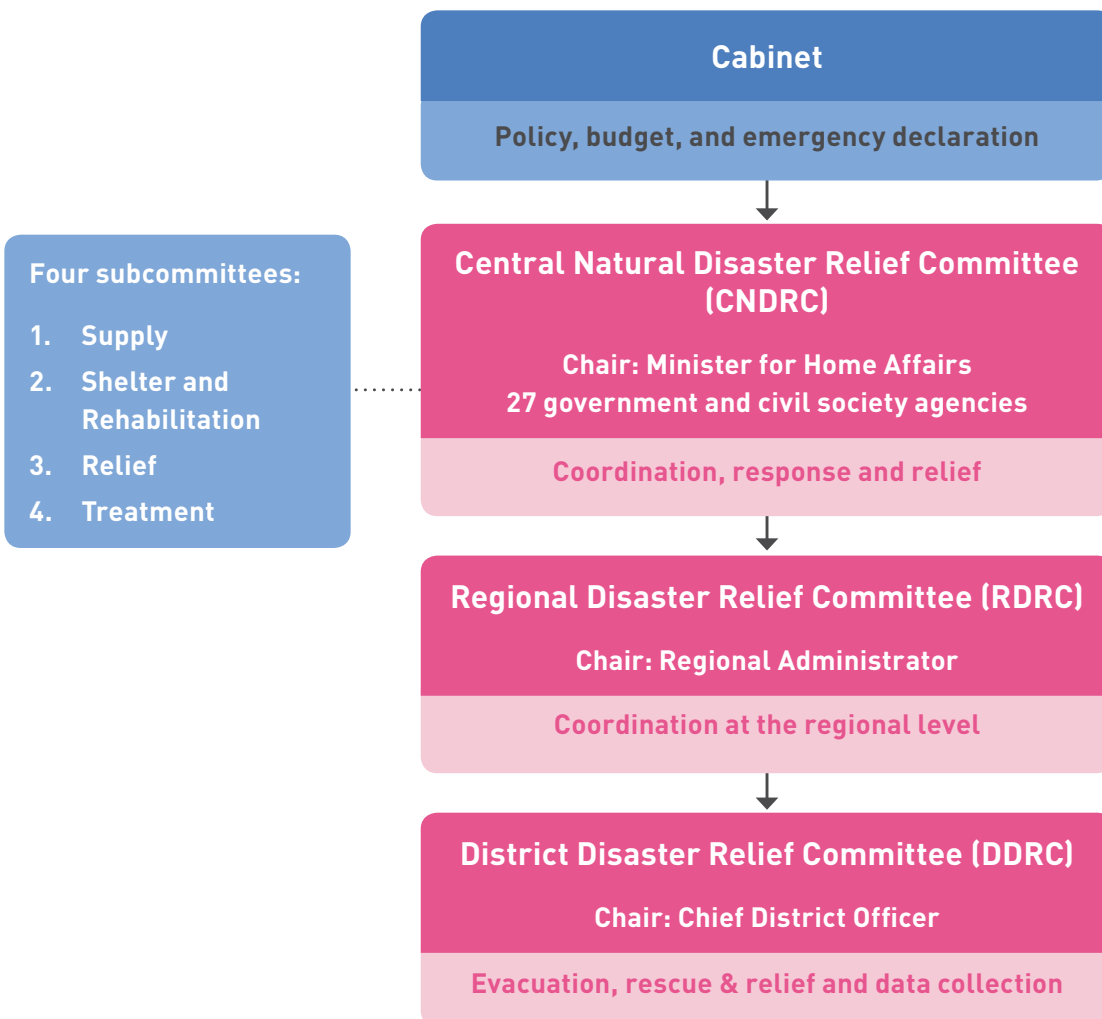 Cabinet
Policy, budget, and emergency declaration
Four subcommittees:
1. Supply
2. Shelter and
Rehabilitation
3. Relief
4. Treatment
Central Natural Disaster Relief Committee
(CNDRC)
Chair: Minister for Home Affairs
27 government and civil society agencies
Coordination, response and relief
Regional Disaster Relief Committee (RDRC)
Chair: Regional Administrator
Coordination at the regional level
District Disaster Relief Committee (DDRC)
Chair: Chief District Officer
Evacuation, rescue & relief and data collection